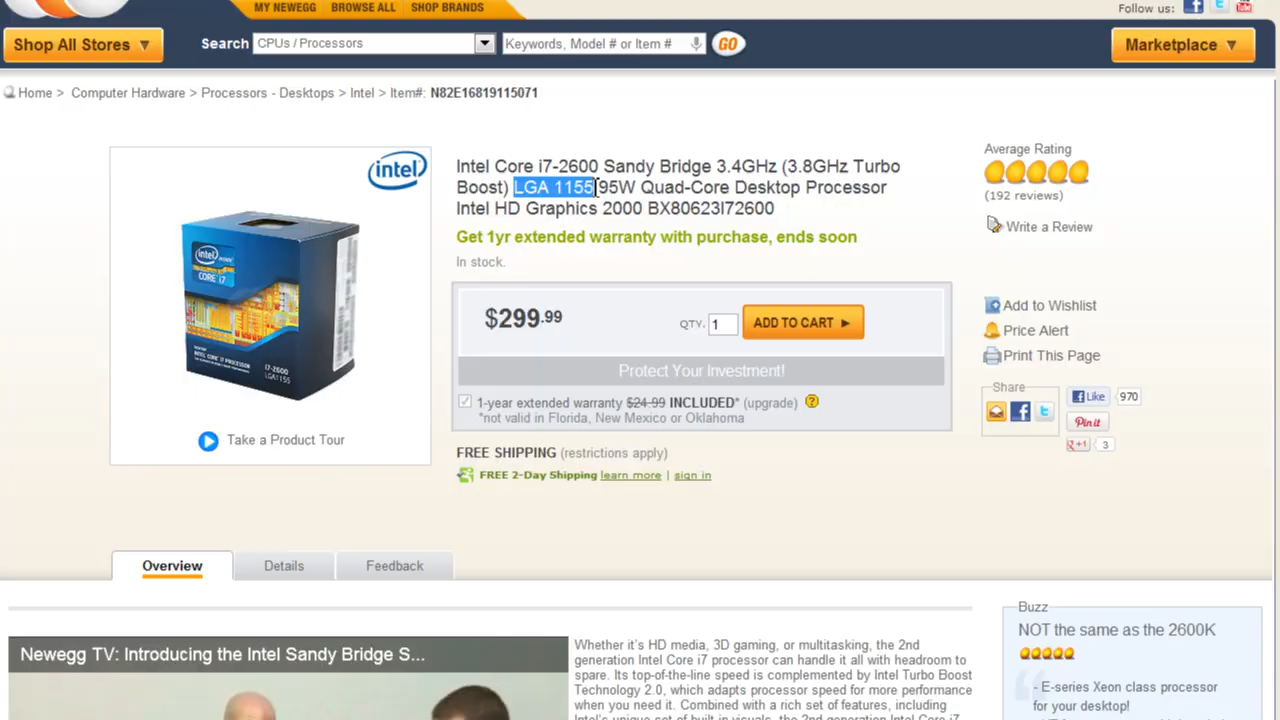 MY NEWEGG BROWSE ALL SHOP BRANDS
Follow us:
Shop All Stores
Search CPUs / Processors Keywords, Model # or Item # GO
Marketplace
Home > Computer Hardware > Processors - Desktops > Intel > Item#: N82E16819115071
intel
intel
CORE i7
INTEL CORE i7 PROCESSOR
i7-2600
LGA1155
Take a Product Tour
Intel Core i7-2600 Sandy Bridge 3.4GHz (3.8GHz Turbo
Boost) LGA 1155 95W Quad-Core Desktop Processor
Intel HD Graphics 2000 BX80623I72600
Get 1yr extended warranty with purchase, ends soon
In stock.
$299.99 QTY. 1 ADD TO CART
Protect Your Investment!
1-year extended warranty $24.99 INCLUDED* (upgrade) ?
*not valid in Florida, New Mexico or Oklahoma
FREE SHIPPING (restrictions apply)
FREE 2-Day Shipping learn more | sign in
Average Rating
(192 reviews)
Write a Review
Add to Wishlist
Price Alert
Print This Page
Share
Like 970
Pin it
+1 3
Overview Details Feedback
Newegg TV: Introducing the Intel Sandy Bridge S...
Whether it's HD media, 3D gaming, or multitasking, the 2nd
generation Intel Core i7 processor can handle it all with headroom to
spare. Its top-of-the-line speed is complemented by Intel Turbo Boost
Technology 2.0, which adapts processor speed for more performance
when you need it. Combined with a rich set of features, including
Intel's unique set of built-in visuals, the 2nd generation Intel Core i7
Buzz
NOT the same as the 2600K
- E-series Xeon class processor
for your desktop!